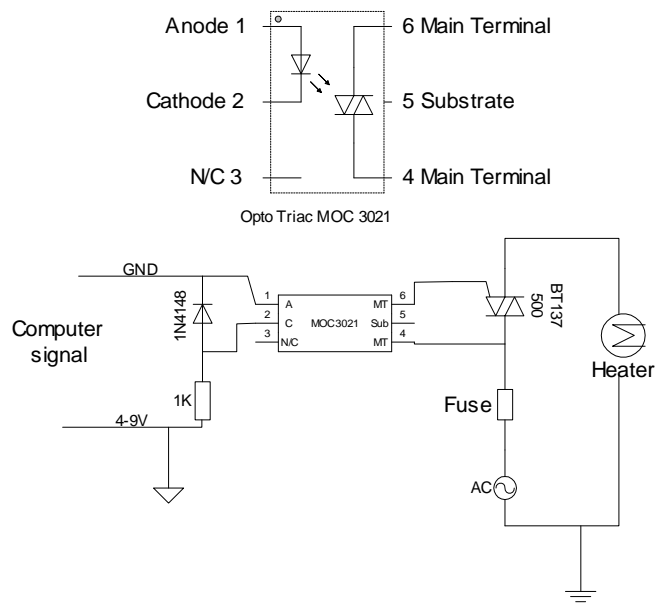 Anode 1
6 Main Terminal
Cathode 2
5 Substrate
N/C 3
4 Main Terminal
Opto Triac MOC 3021
GND
1N4148
Computer
signal
1K
4-9V
1
2
3
A
C
N/C
MOC3021
MT
Sub
MT
6
5
4
BT137
500
Heater
Fuse
AC